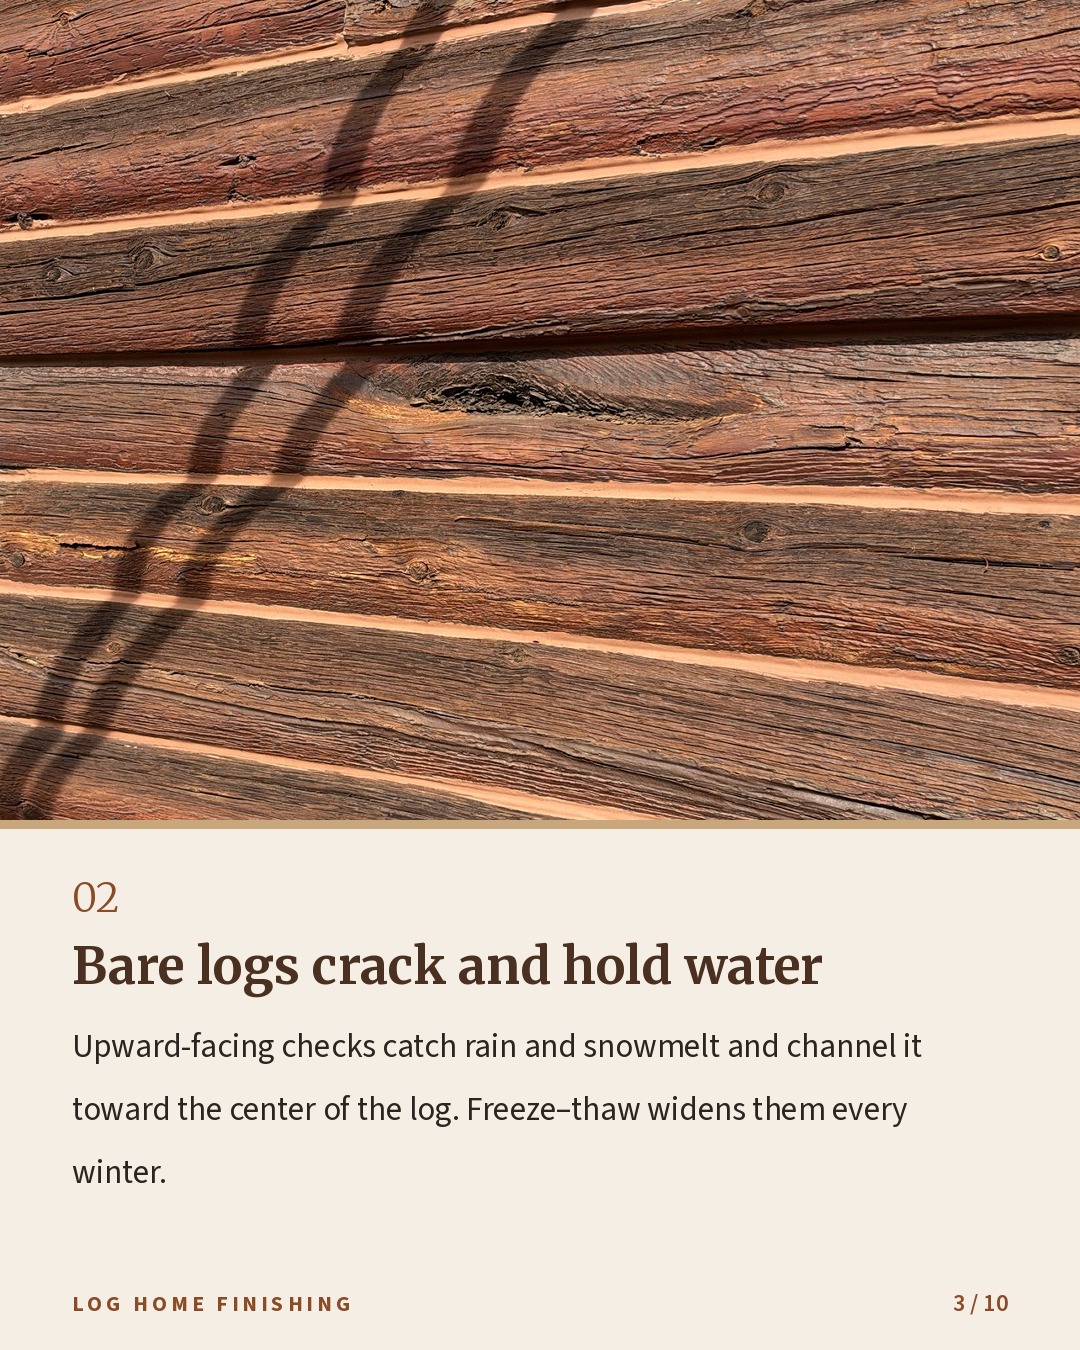 02
Bare logs crack and hold water
Upward-facing checks catch rain and snowmelt and channel it
toward the center of the log. Freeze–thaw widens them every
winter.
LOG HOME FINISHING
3 / 10